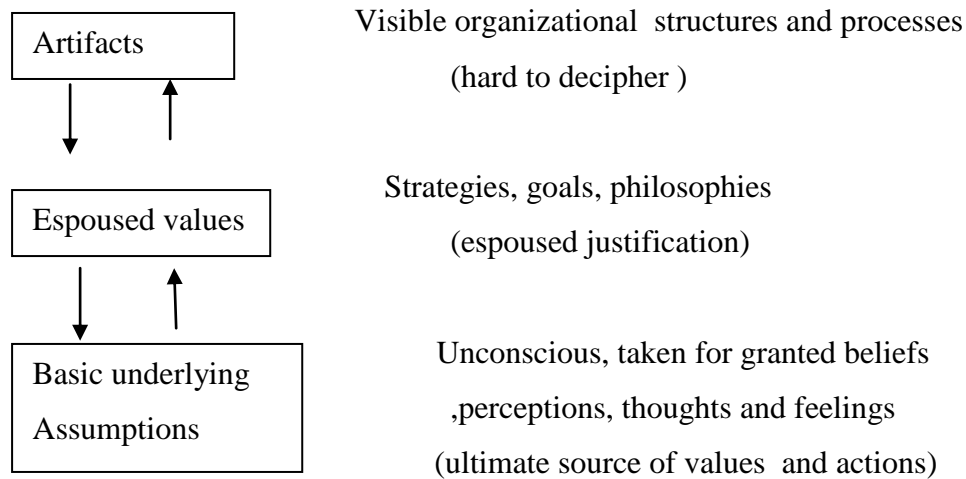 Artifacts
Visible organizational structures and processes
(hard to decipher )
Espoused values
Strategies, goals, philosophies
(espoused justification)
Basic underlying
Assumptions
Unconscious, taken for granted beliefs
,perceptions, thoughts and feelings
(ultimate source of values and actions)